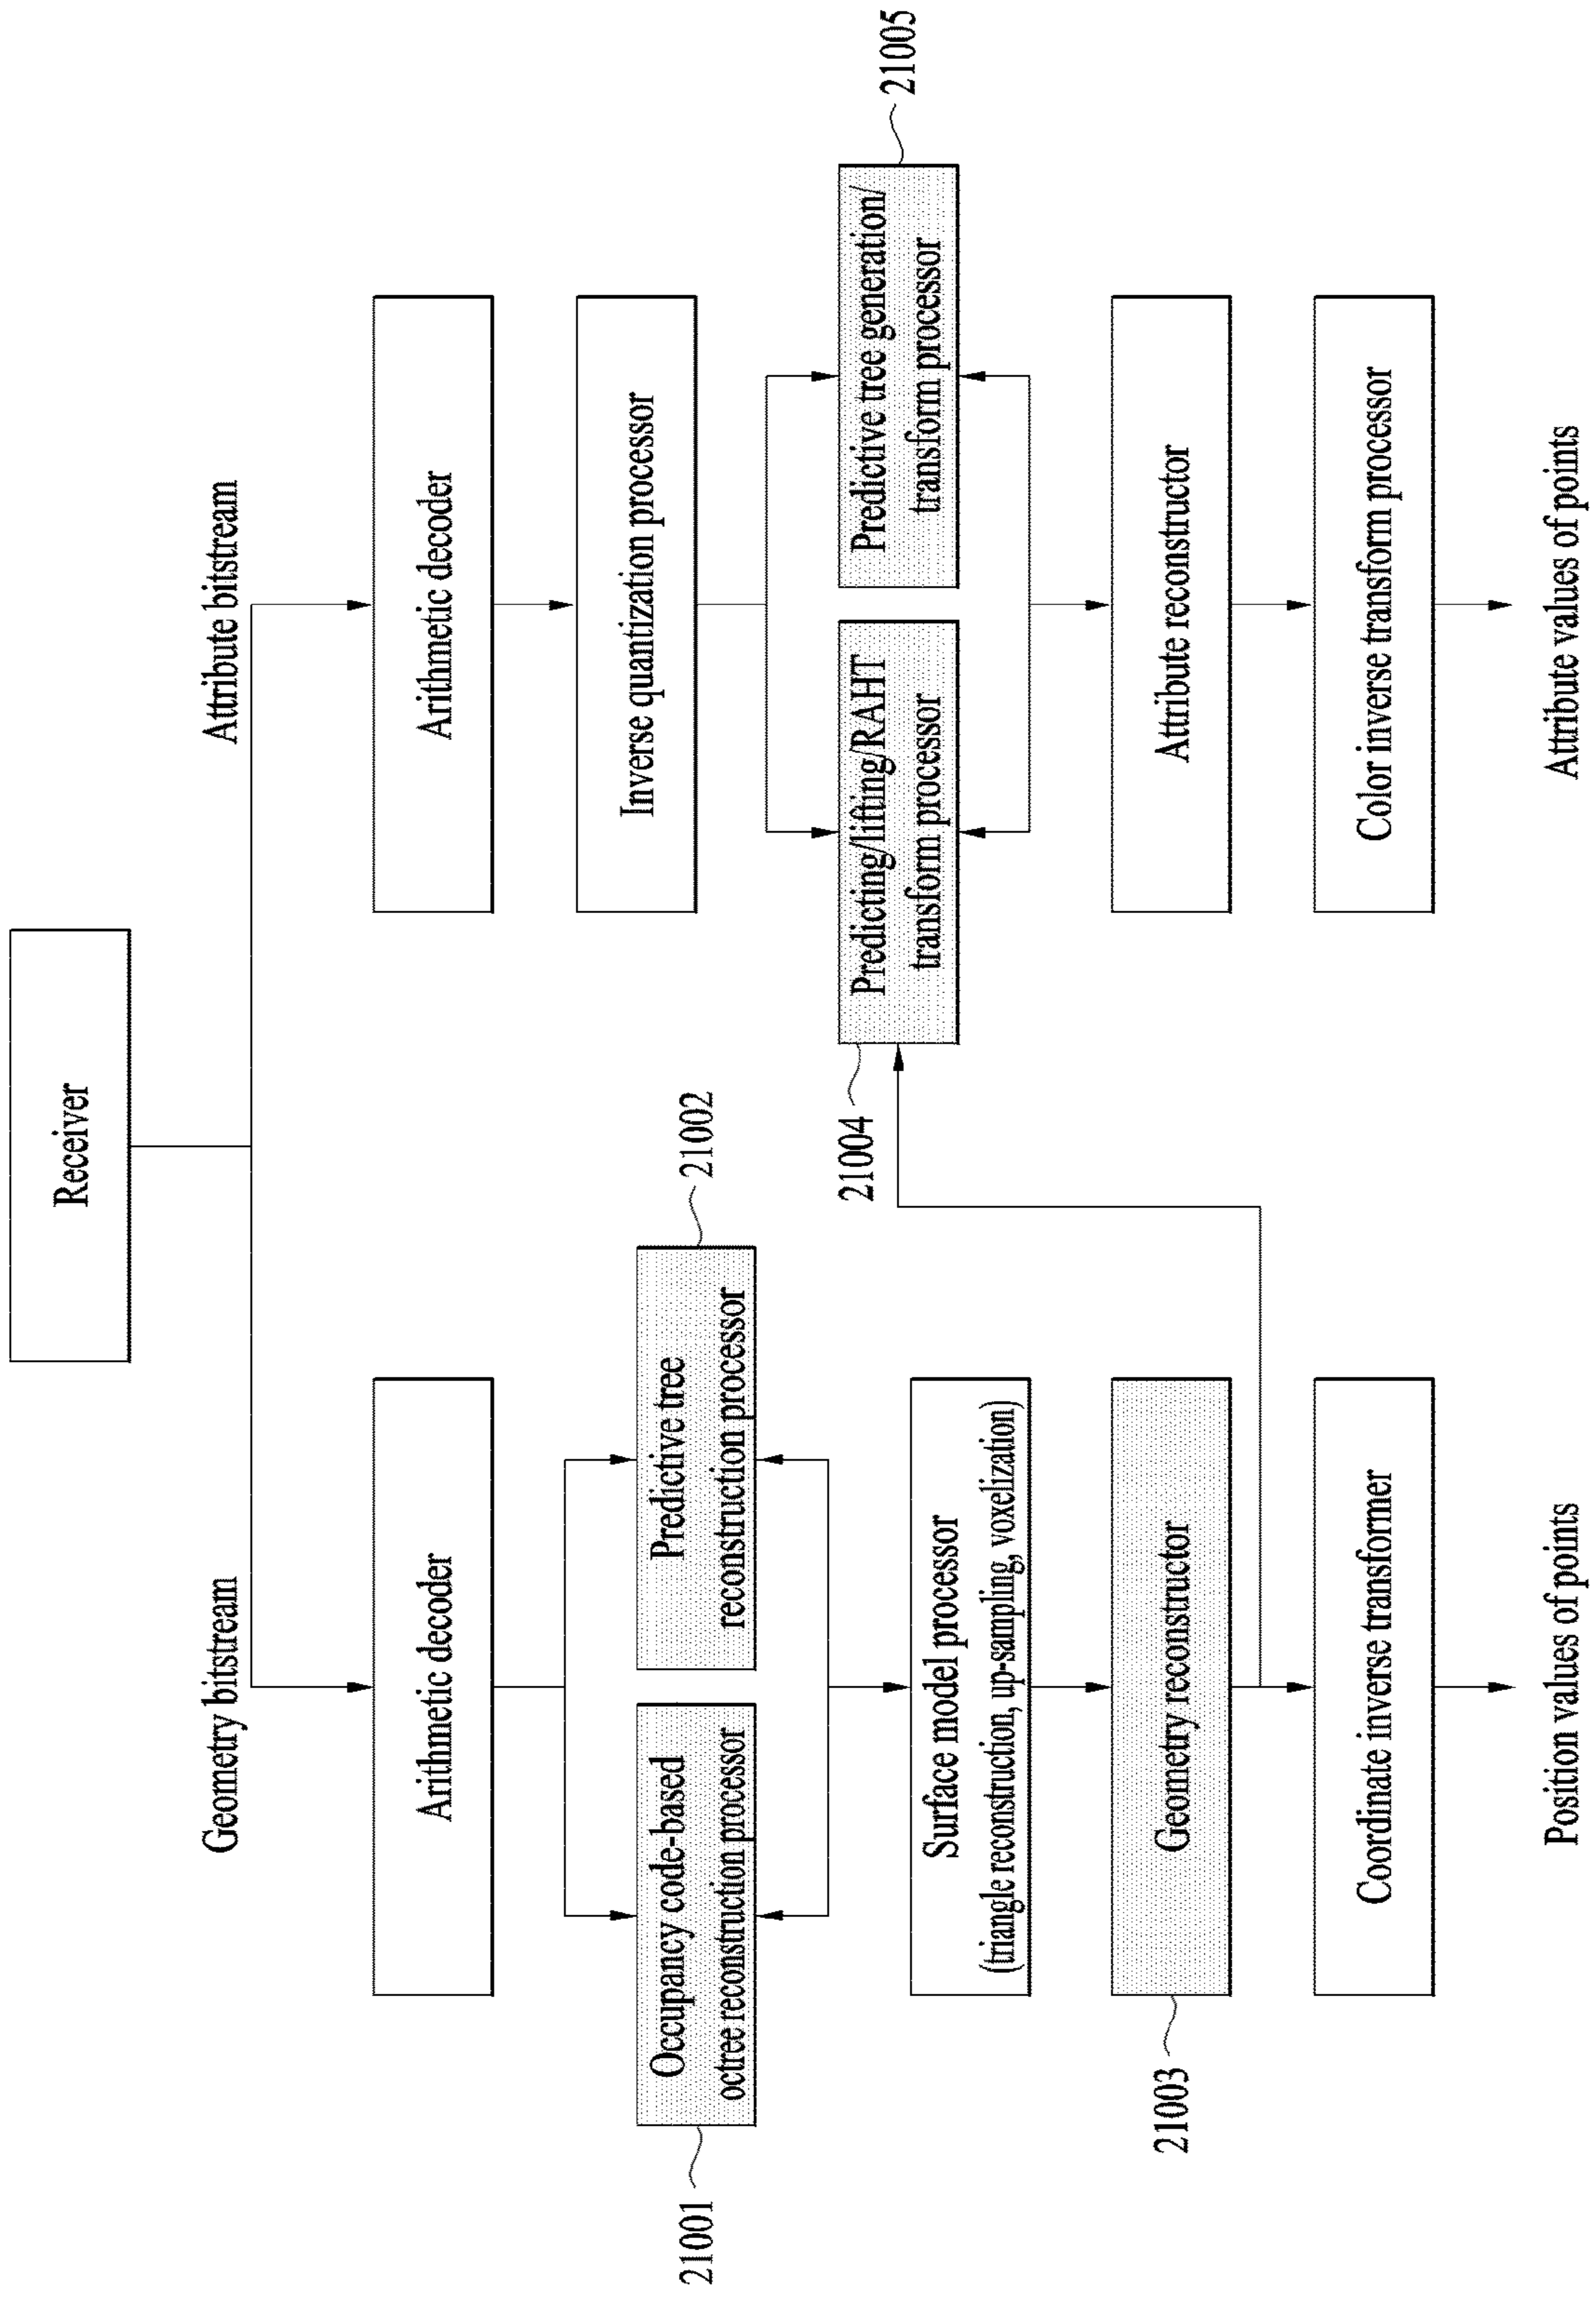 Receiver
Geometry bitstream
Attribute bitstream
Arithmetic decoder
Arithmetic decoder
Inverse quantization processor
21001
Occupancy code-based
octree reconstruction processor
Predictive tree
reconstruction processor
21002
21004
Predicting/lifting/RAHT
transform processor
Predictive tree generation/
transform processor
21005
Surface model processor
(triangle reconstruction, up-sampling, voxelization)
21003
Geometry reconstructor
Attribute reconstructor
Coordinate inverse transformer
Color inverse transform processor
Position values of points
Attribute values of points